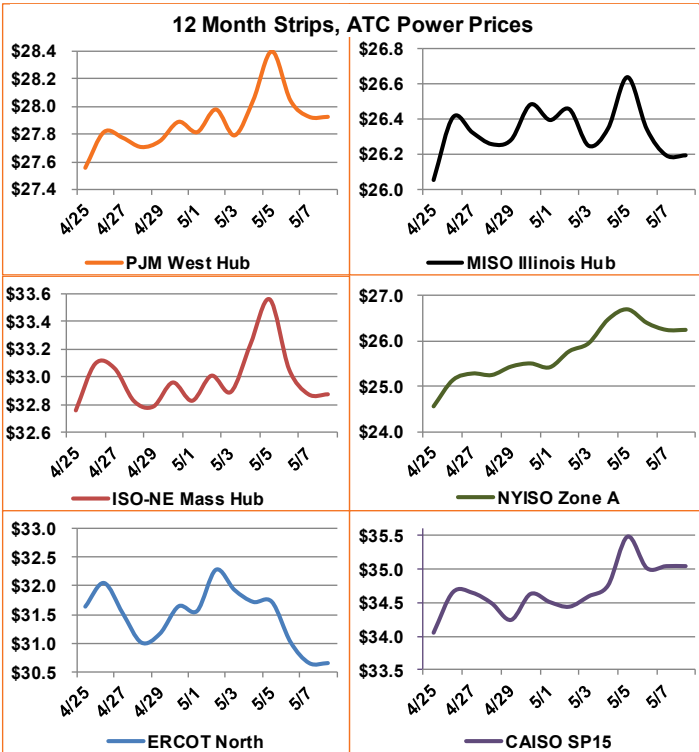 12 Month Strips, ATC Power Prices
$28.4
$28.2
$28.0
$27.8
$27.6
$27.4
4/25 4/27 4/29 5/1 5/3 5/5 5/7
PJM West Hub
$26.8
$26.6
$26.4
$26.2
$26.0
4/25 4/27 4/29 5/1 5/3 5/5 5/7
MISO Illinois Hub
$33.6
$33.4
$33.2
$33.0
$32.8
$32.6
4/25 4/27 4/29 5/1 5/3 5/5 5/7
ISO-NE Mass Hub
$27.0
$26.0
$25.0
$24.0
4/25 4/27 4/29 5/1 5/3 5/5 5/7
NYISO Zone A
$33.0
$32.5
$32.0
$31.5
$31.0
$30.5
4/25 4/27 4/29 5/1 5/3 5/5 5/7
ERCOT North
$35.5
$35.0
$34.5
$34.0
$33.5
4/25 4/27 4/29 5/1 5/3 5/5 5/7
CAISO SP15